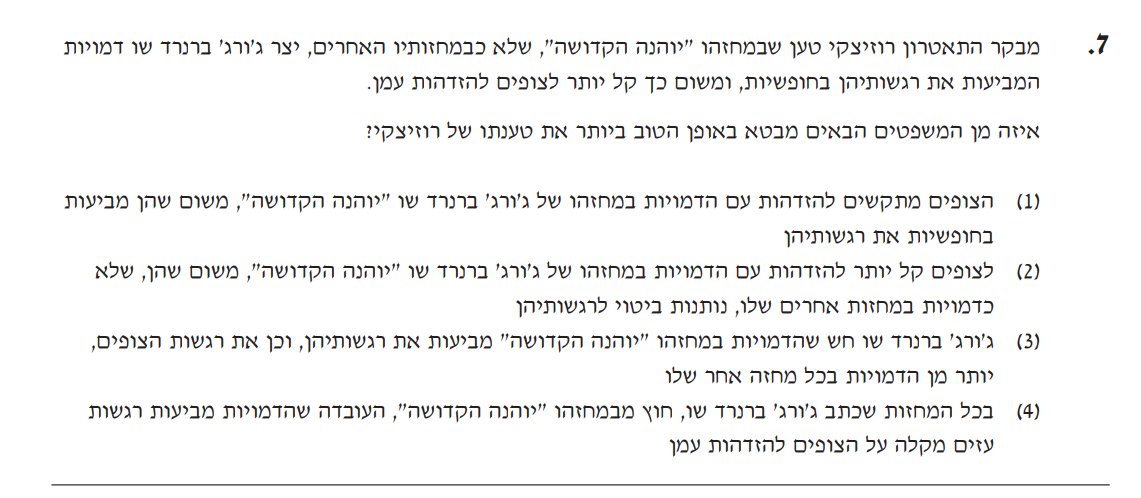 7. מבקר התאטרון רוזיצקי טען שבמחזהו "יוהנה הקדושה", שלא כבמחזותיו האחרים, יצר ג'ורג' ברנרד שו דמויות
המביעות את רגשותיהן בחופשיות, ומשום כך קל יותר לצופים להזדהות עמן.
איזה מן המשפטים הבאים מבטא באופן הטוב ביותר את טענתו של רוזיצקי?
(1) הצופים מתקשים להזדהות עם הדמויות במחזהו של ג'ורג' ברנרד שו "יוהנה הקדושה", משום שהן מביעות
בחופשיות את רגשותיהן
(2) לצופים קל יותר להזדהות עם הדמויות במחזהו של ג'ורג' ברנרד שו "יוהנה הקדושה", משום שהן, שלא
כדמויות במחזות אחרים שלו, נותנות ביטוי לרגשותיהן
(3) ג'ורג' ברנרד שו חש שהדמויות במחזהו "יוהנה הקדושה" מביעות את רגשותיהן, וכן את רגשות הצופים,
יותר מן הדמויות בכל מחזה אחר שלו
(4) בכל המחזות שכתב ג'ורג' ברנרד שו, חוץ מבמחזהו "יוהנה הקדושה", העובדה שהדמויות מביעות רגשות
עזים מקלה על הצופים להזדהות עמן